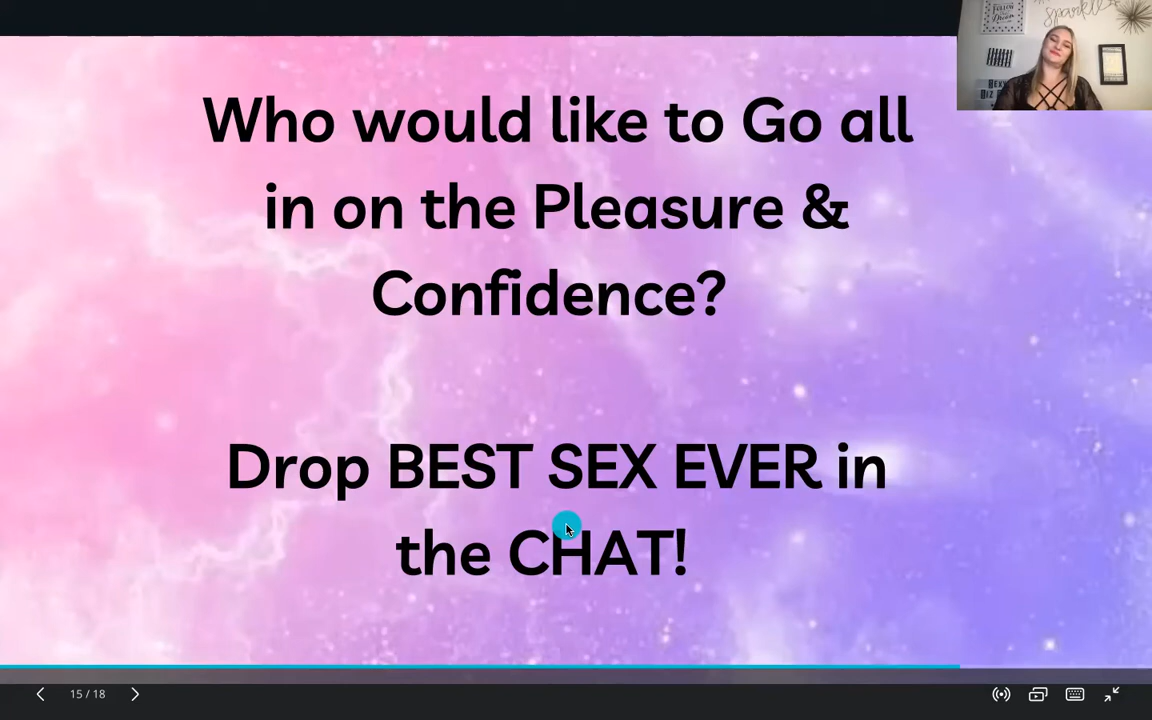 Who would like to Go all
in on the Pleasure &
Confidence?
Drop BEST SEX EVER in
the CHAT!
sparkle
15 / 18